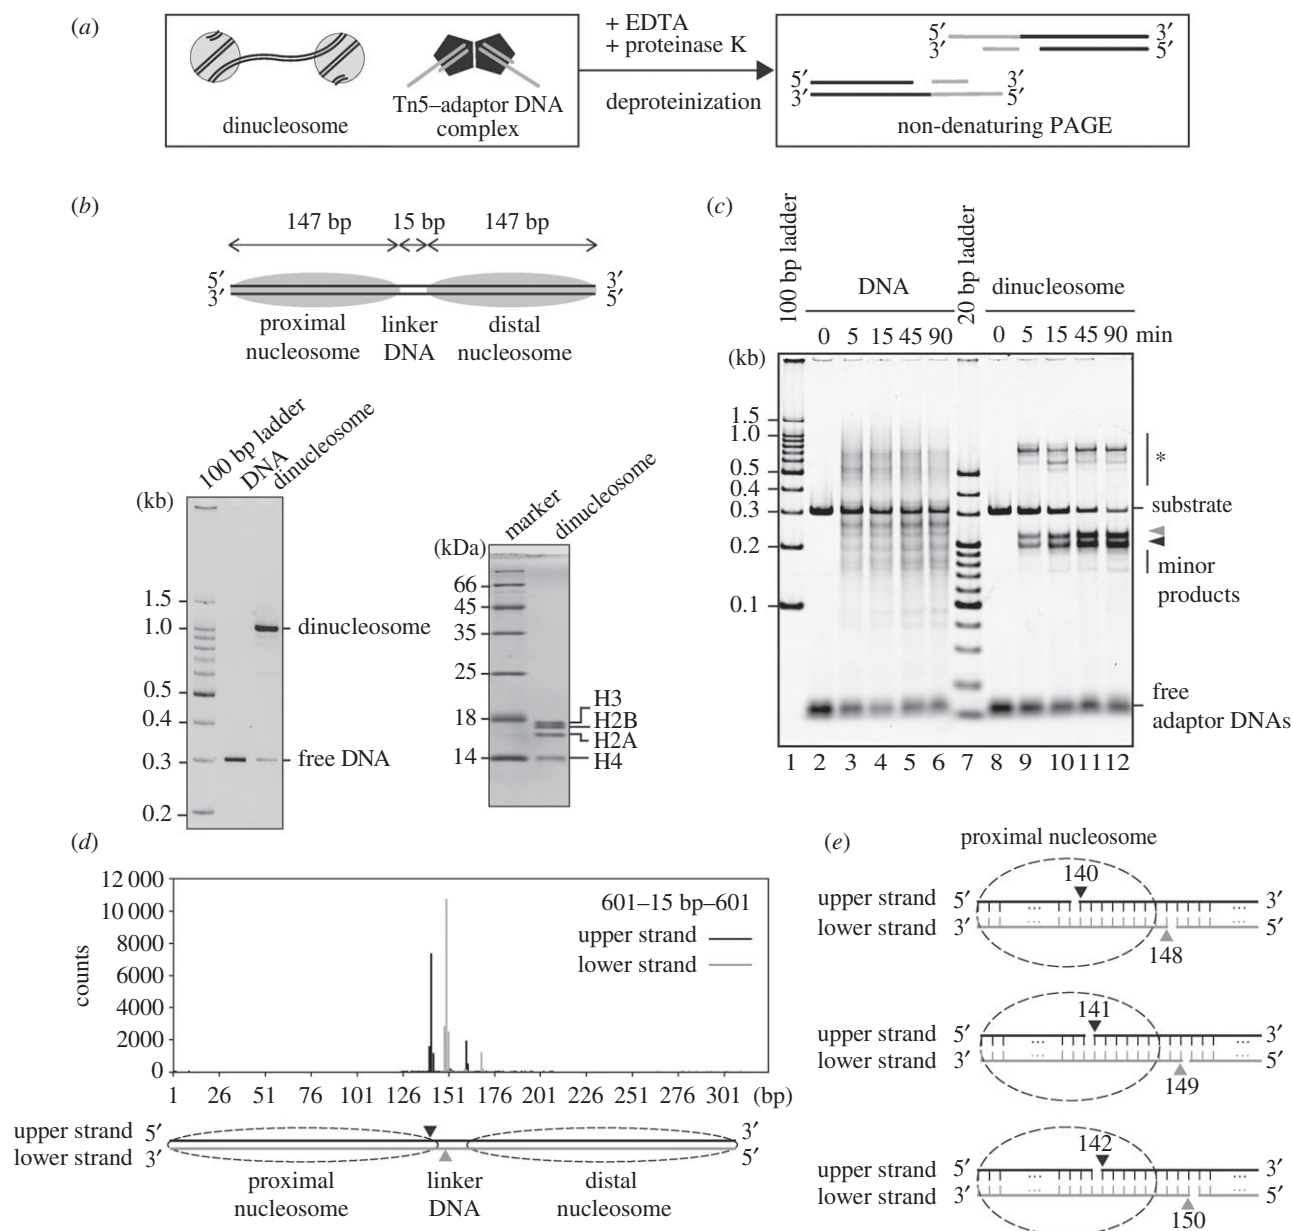 (a)
+ EDTA
+ proteinase K
deproteinization
dinucleosome
Tn5–adaptor DNA
complex
5′
3′ 5′
5′ 3′
3′ 5′
non-denaturing PAGE
(b)
147 bp 15 bp 147 bp
5′ 3′
3′ 5′
proximal
nucleosome
linker
DNA
distal
nucleosome
100 bp ladder
DNA
dinucleosome
(kb)
1.5
1.0
0.5
0.4
0.3
0.2
dinucleosome
free DNA
marker
dinucleosome
(kDa)
66
45
35
25
18
14
H3
H2B
H2A
H4
(c)
100 bp ladder
DNA
20 bp ladder
dinucleosome
0 5 15 45 90 0 5 15 45 90 min
(kb)
1.5
1.0
0.5
0.4
0.3
0.2
0.1
*
substrate
minor
products
free
adaptor DNAs
1 2 3 4 5 6 7 8 9 10 11 12
(d)
12 000
10 000
8000
6000
4000
2000
0
counts
601–15 bp–601
upper strand
lower strand
1 26 51 76 101 126 151 176 201 226 251 276 301 (bp)
upper strand 5′ 3′
lower strand 3′ 5′
proximal
nucleosome
linker
DNA
distal
nucleosome
(e)
proximal nucleosome
140
upper strand 5′ ... ... 3′
lower strand 3′ ... ... 5′
148
141
upper strand 5′ ... ... 3′
lower strand 3′ ... ... 5′
149
142
upper strand 5′ ... ... 3′
lower strand 3′ ... ... 5′
150